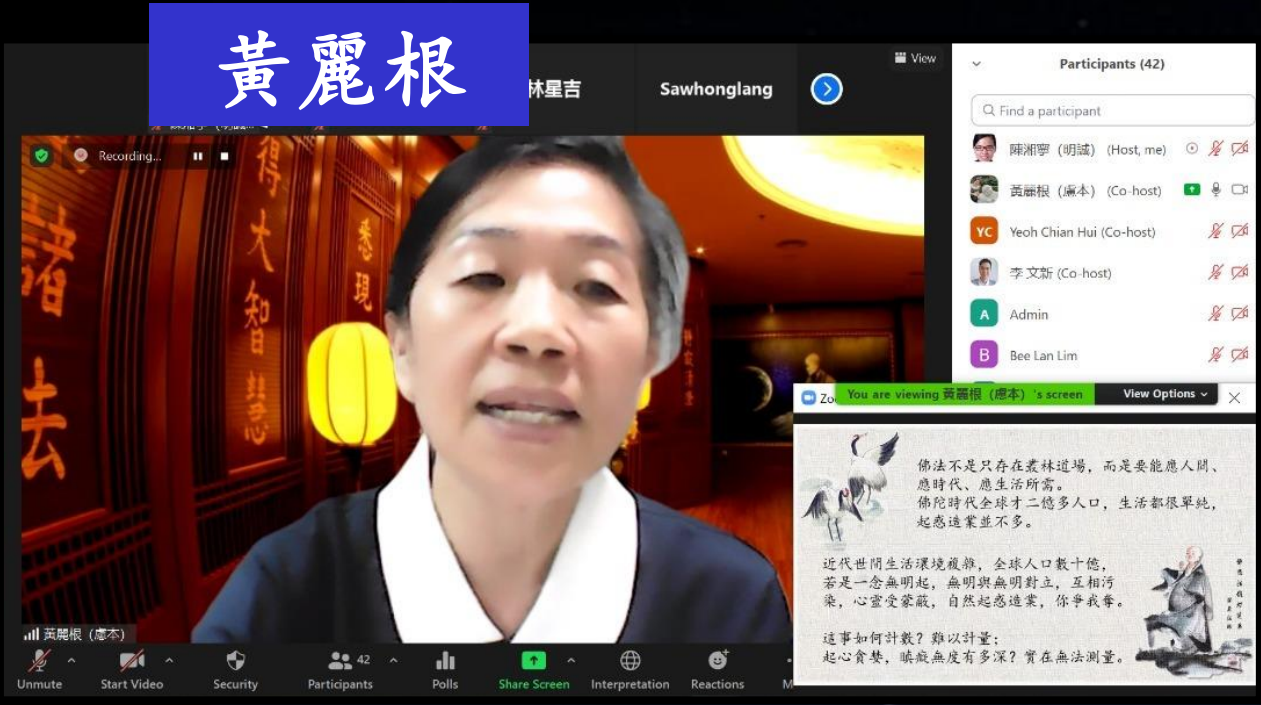 黃麗根
林星吉
Sawhonglang
View
Recording...
諸
法
得
大
智
慧
悉
現
靜寂清澄
黃麗根（慮本）
Unmute
Start Video
Security
42
Participants
Polls
Share Screen
Interpretation
Reactions
M
Participants (42)
Find a participant
陳湘寧（明誠） (Host, me)
黃麗根（慮本） (Co-host)
YC
Yeoh Chian Hui (Co-host)
李文新 (Co-host)
A
Admin
B
Bee Lan Lim
Zo
You are viewing 黃麗根（慮本）'s screen
View Options
佛法不是只存在叢林道場，而是要能應人間、
應時代、應生活所需。
佛陀時代全球才二億多人口，生活都很單純，
起惑造業並不多。
近代世間生活環境複雜，全球人口數十億，
若是一念無明起，無明與無明對立，互相污
染，心靈受蒙蔽，自然起惑造業，你爭我奪。
這事如何計數？難以計量；
起心貪婪，瞋癡無度有多深？實在無法測量。